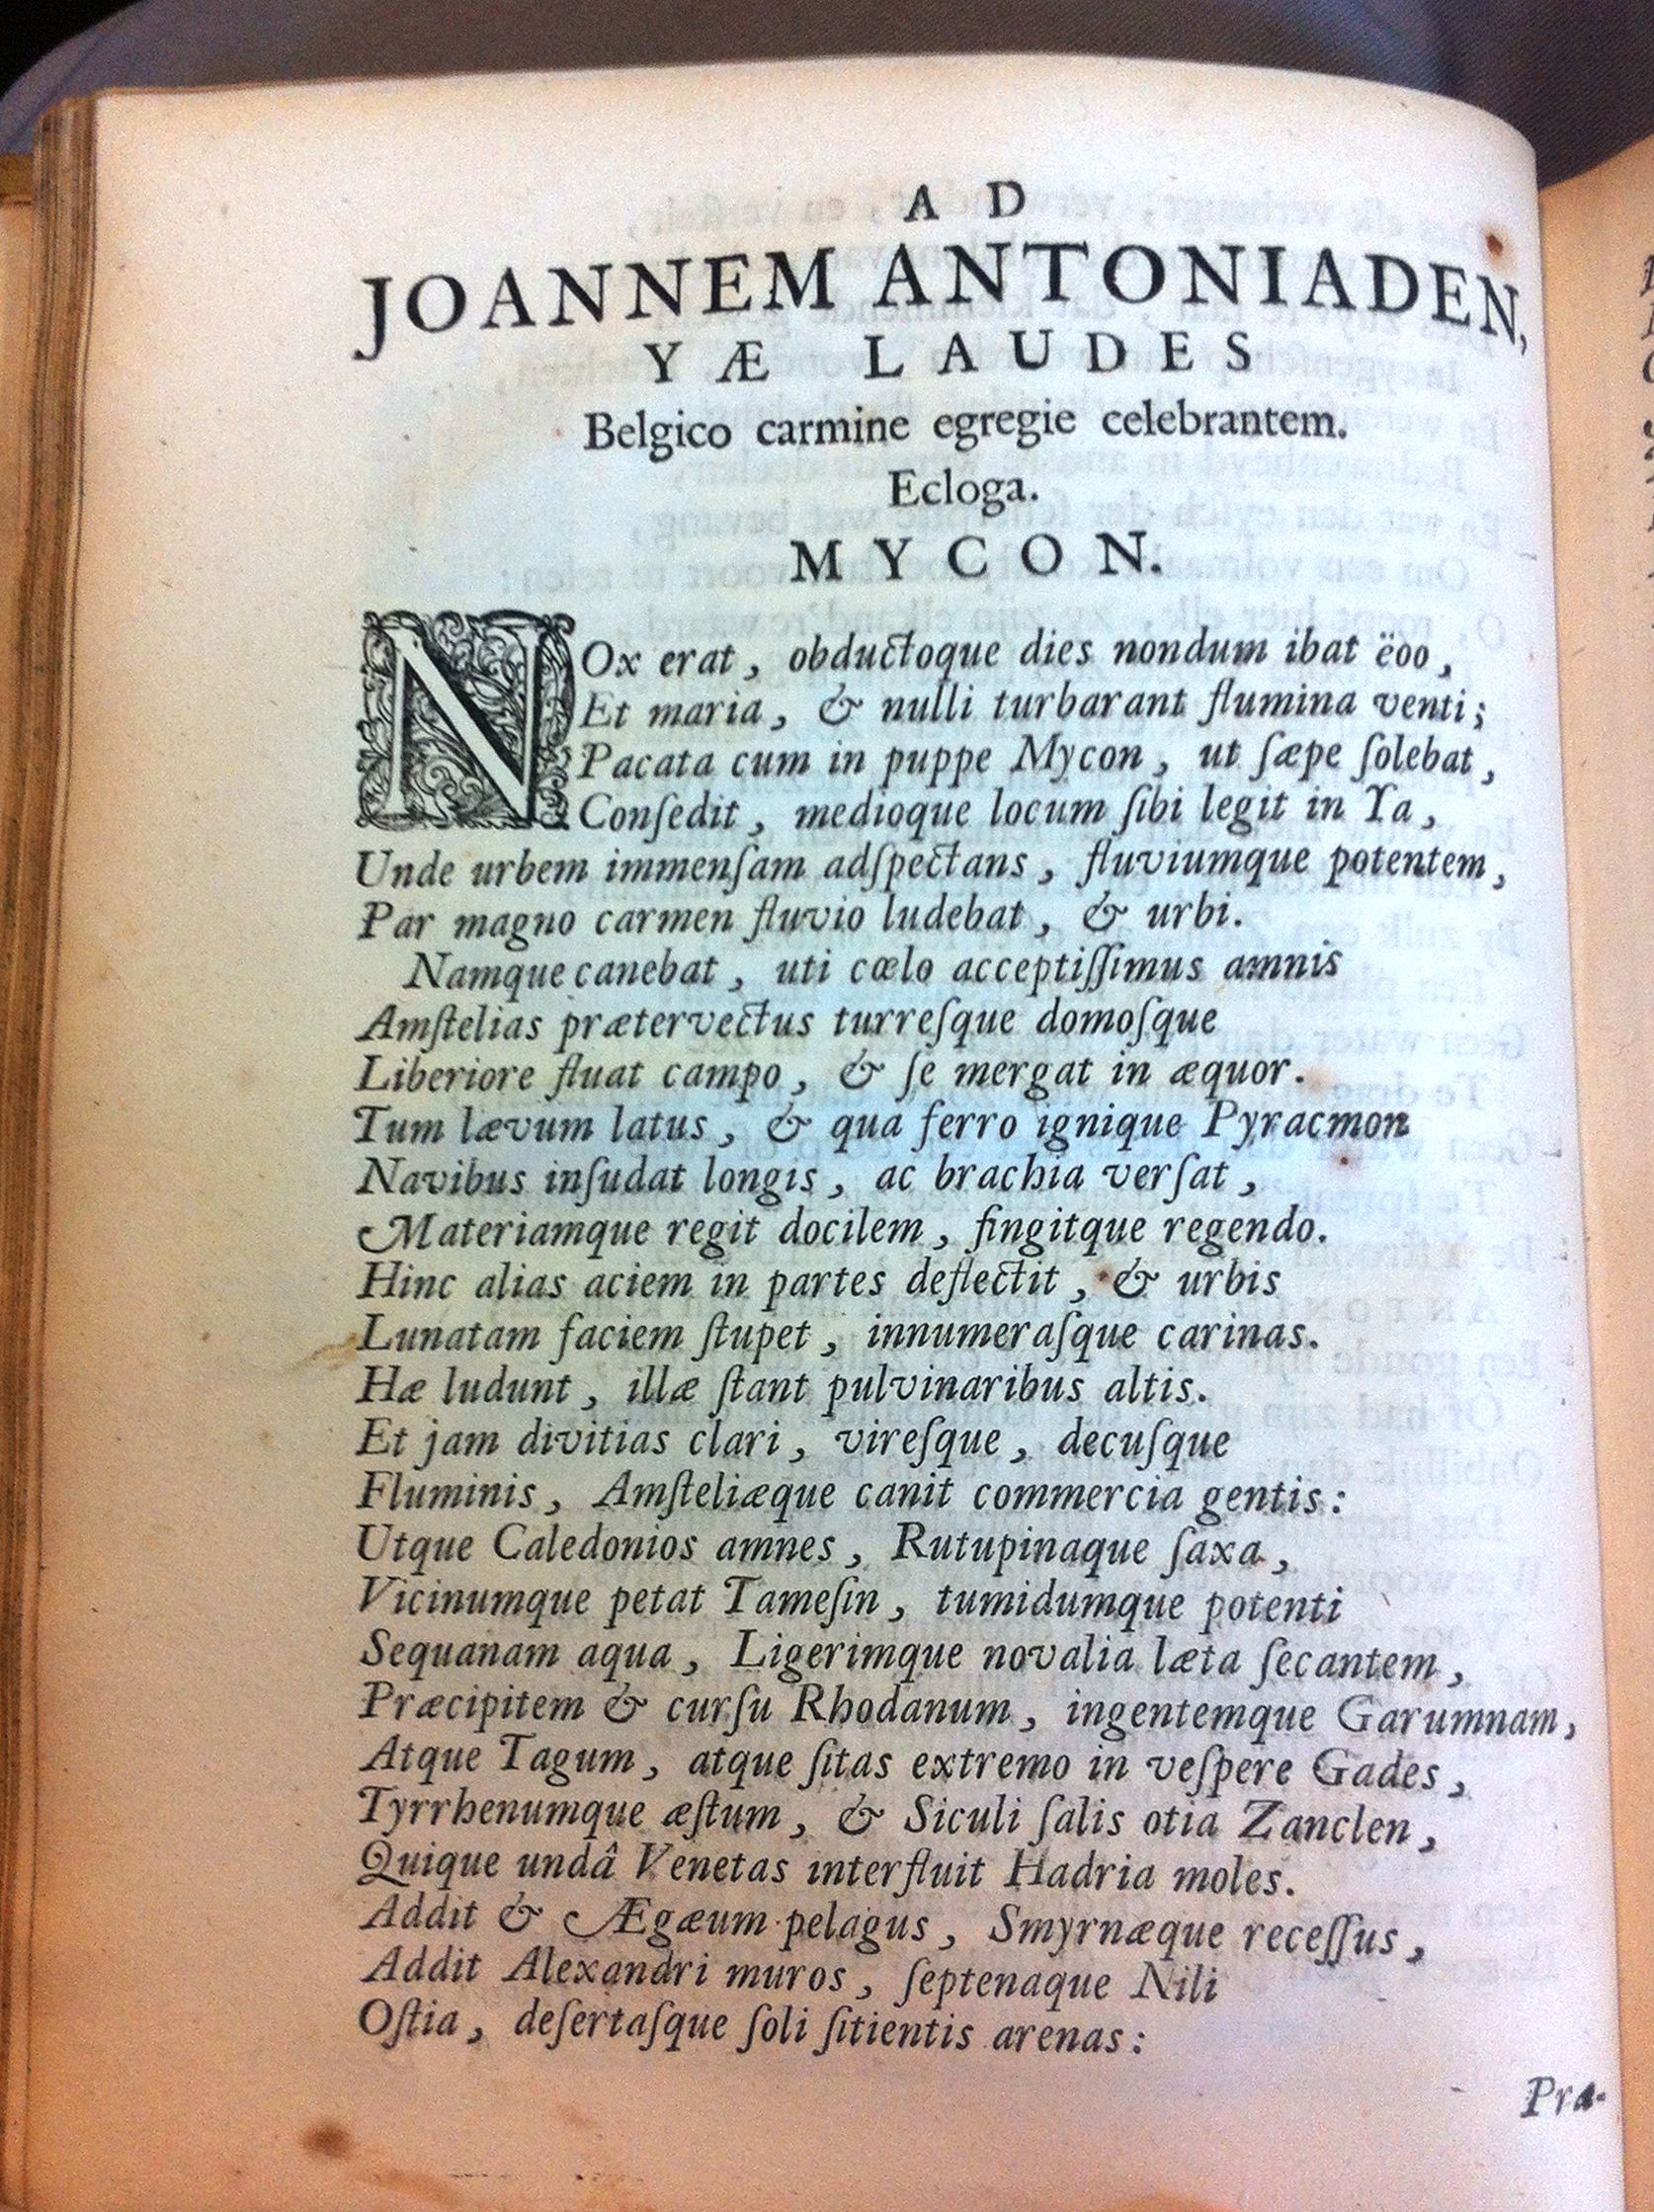 AD
JOANNEM ANTONIADEN,
YÆ LAUDES
Belgico carmine egregie celebrantem.
Ecloga.
MYCON.
NOx erat, obductoque dies nondum ibat ëoo,
Et maria, & nulli turbarant flumina venti;
Pacata cum in puppe Mycon, ut ſæpe ſolebat,
Conſedit, medioque locum ſibi legit in Ya,
Unde urbem immenſam adſpectans, fluviumque potentem,
Par magno carmen fluvio ludebat, & urbi.
Namque canebat, uti cœlo acceptiſſimus amnis
Amſtelias prætervectus turreſque domoſque
Liberiore fluat campo, & ſe mergat in æquor.
Tum lævum latus, & qua ferro ignique Pyracmon
Navibus inſudat longis, ac brachia verſat,
Materiamque regit docilem, fingitque regendo.
Hinc alias aciem in partes deflectit, & urbis
Lunatam faciem ſtupet, innumeraſque carinas.
Hæ ludunt, illæ ſtant pulvinaribus altis.
Et jam divitias clari, vireſque, decuſque
Fluminis, Amſteliæque canit commercia gentis:
Utque Caledonios amnes, Rutupinaque ſaxa,
Vicinumque petat Tameſin, tumidumque potenti
Sequanam aqua, Ligerimque novalia læta ſecantem,
Præcipitem & curſu Rhodanum, ingentemque Garumnam,
Atque Tagum, atque ſitas extremo in veſpere Gades,
Tyrrhenumque æſtum, & Siculi ſalis otia Zanclen,
Quique undâ Venetas interfluit Hadria moles.
Addit & Ægæum pelagus, Smyrnæque receſſus,
Addit Alexandri muros, ſeptenaque Nili
Oſtia, deſertaſque ſoli ſitientis arenas:
Præ-